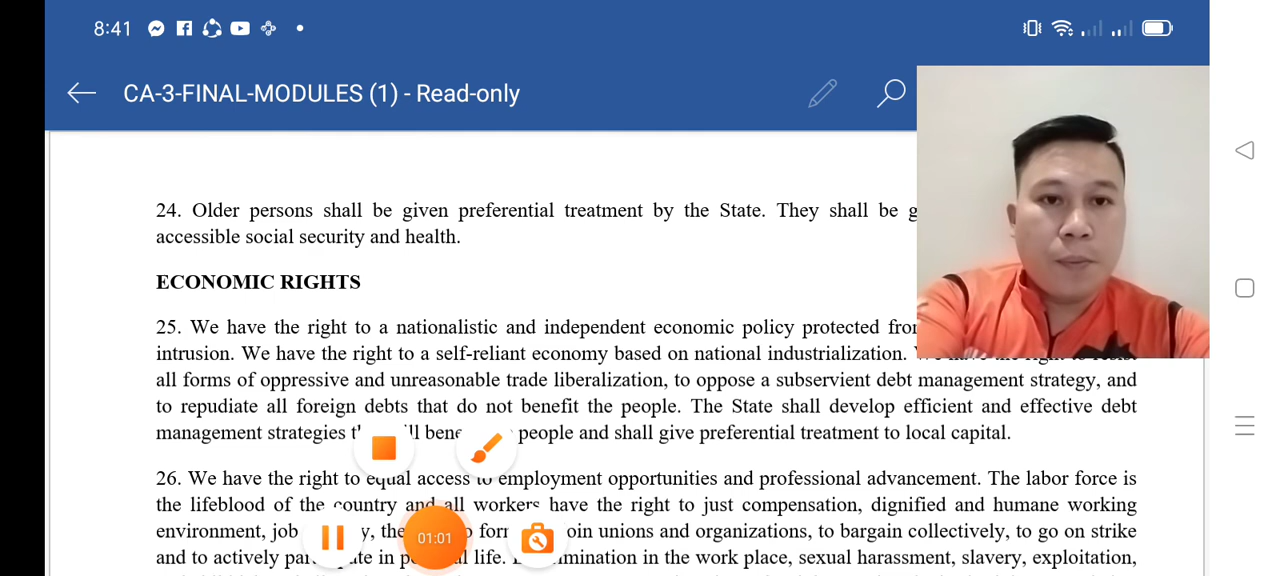 8:41
CA-3-FINAL-MODULES (1) - Read-only
24. Older persons shall be given preferential treatment by the State. They shall be
accessible social security and health.
ECONOMIC RIGHTS
25. We have the right to a nationalistic and independent economic policy protected
intrusion. We have the right to a self-reliant economy based on national industrialization.
all forms of oppressive and unreasonable trade liberalization, to oppose a subservient debt management strategy, and
to repudiate all foreign debts that do not benefit the people. The State shall develop efficient and effective debt
management strategies people and shall give preferential treatment to local capital.
26. We have the right to equal access to employment opportunities and professional advancement. The labor force is
the lifeblood of the country and all workers have the right to just compensation, dignified and humane working
environment, job unions and organizations, to bargain collectively, to go on strike
and to actively life. in the work place, sexual harassment, slavery, exploitation,
01:01